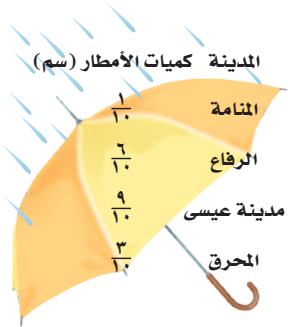 المدينة كميات الأمطار (سم)
المنامة ١/١٠
الرفاع ٦/١٠
مدينة عيسى ٩/١٠
المحرق ٣/١٠